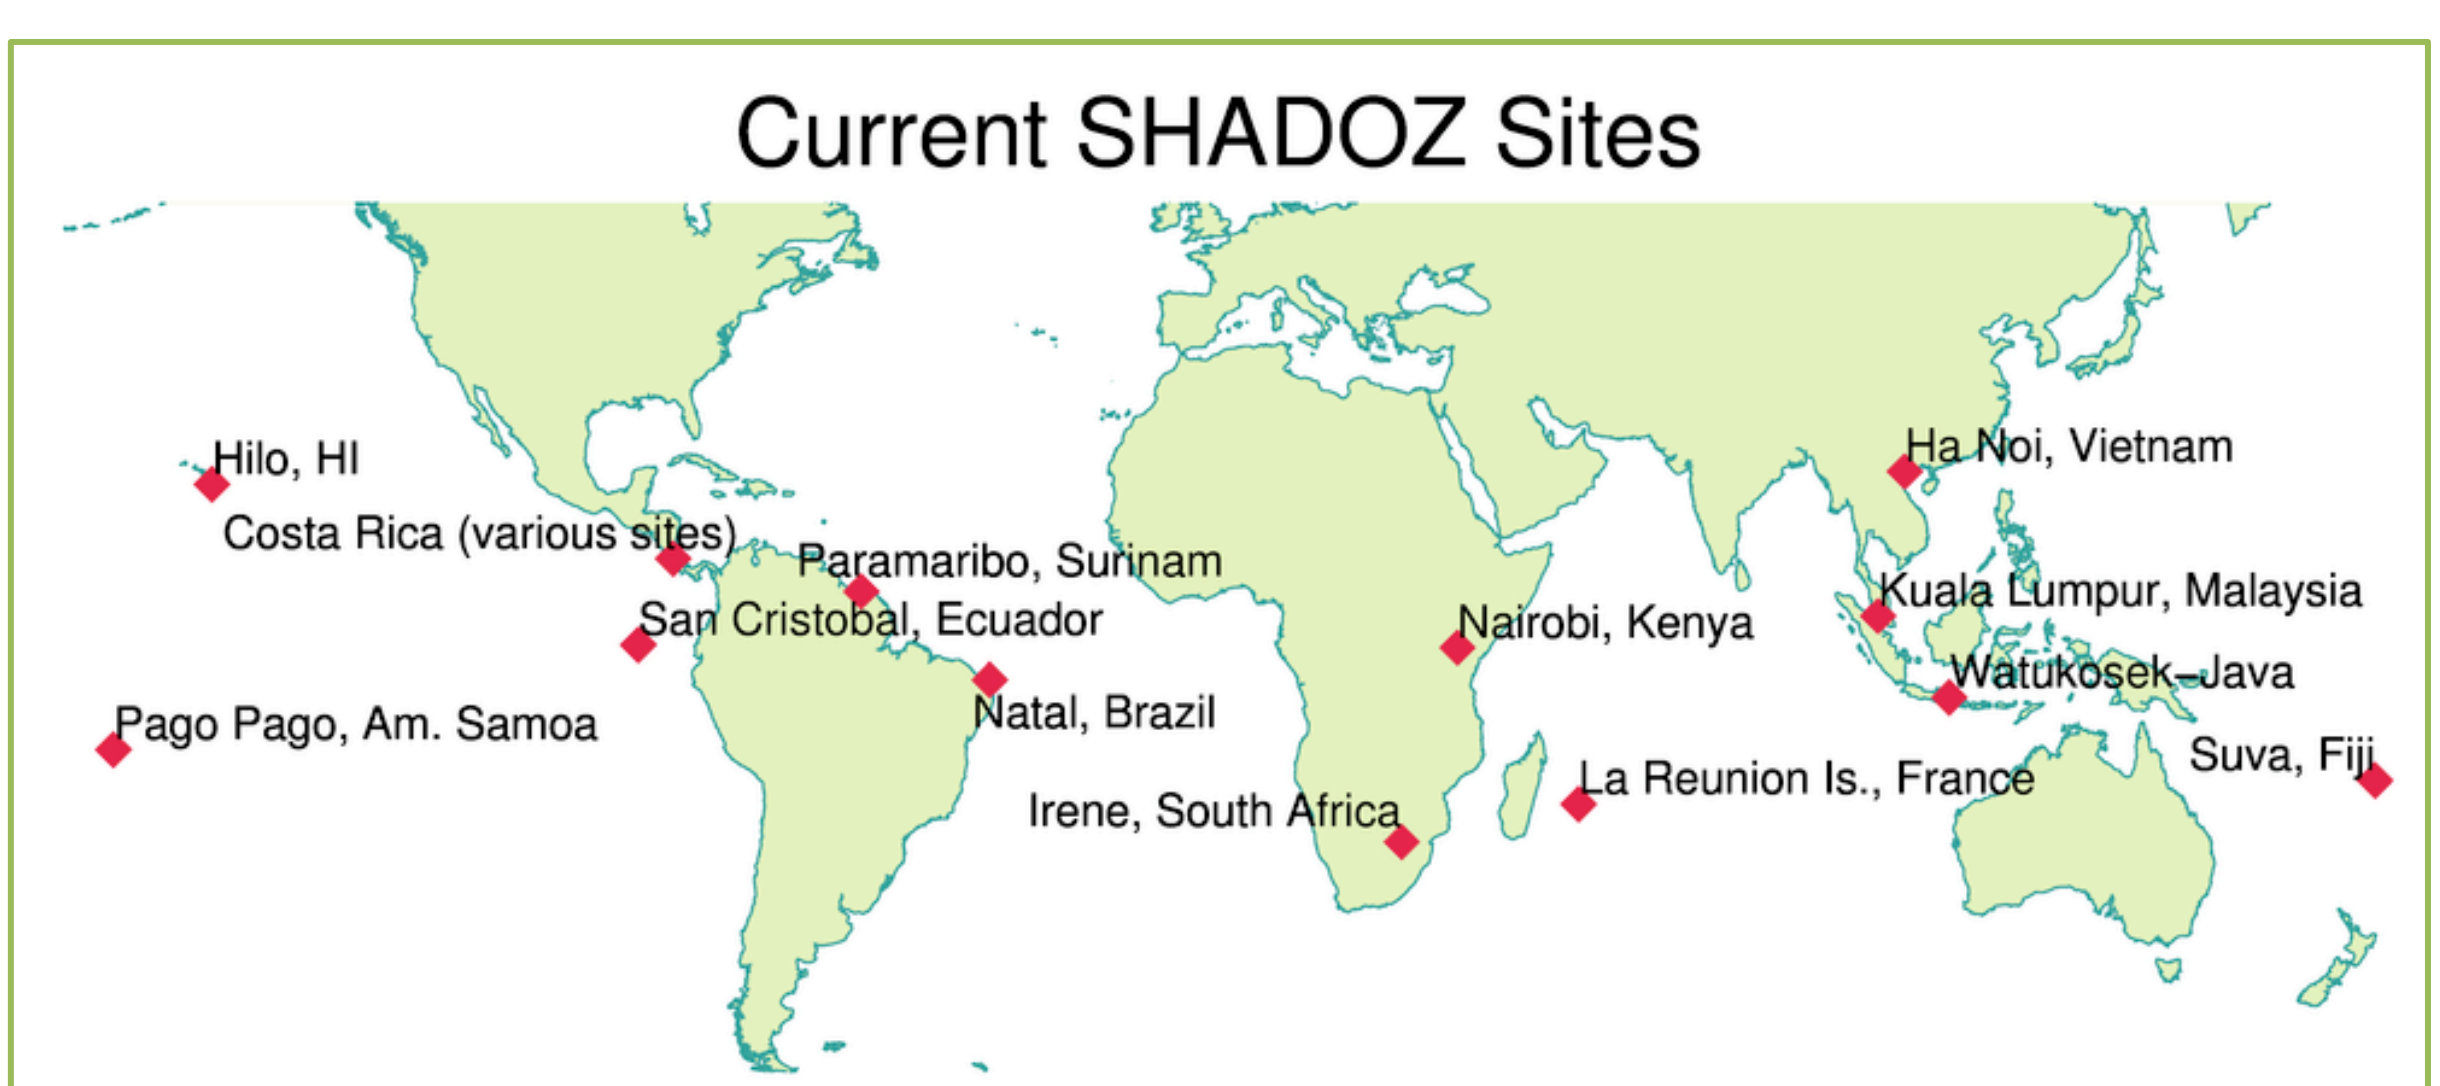 Current SHADOZ Sites
Hilo, HI
Ha Noi, Vietnam
Costa Rica (various sites)
Paramaribo, Surinam
Kuala Lumpur, Malaysia
San Cristobal, Ecuador
Nairobi, Kenya
Watukosek–Java
Natal, Brazil
Pago Pago, Am. Samoa
Suva, Fiji
La Reunion Is., France
Irene, South Africa